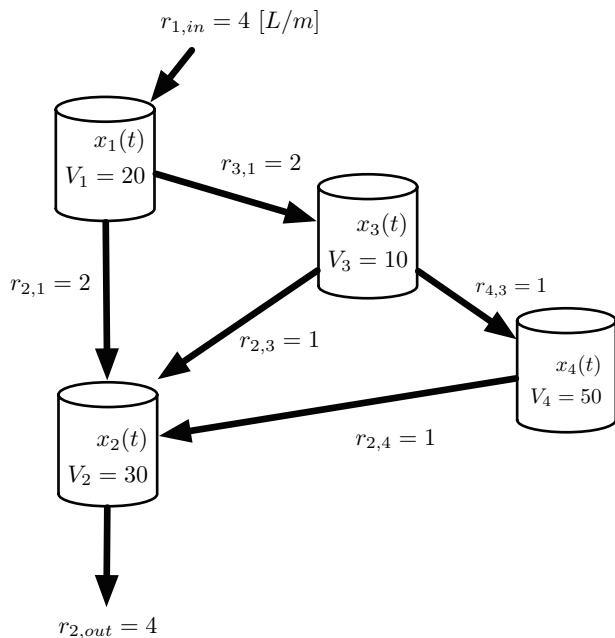 r_{1,in} = 4 [L/m]
x_1(t)
V_1 = 20
r_{3,1} = 2
x_3(t)
V_3 = 10
r_{2,1} = 2
r_{4,3} = 1
r_{2,3} = 1
x_4(t)
V_4 = 50
x_2(t)
V_2 = 30
r_{2,4} = 1
r_{2,out} = 4